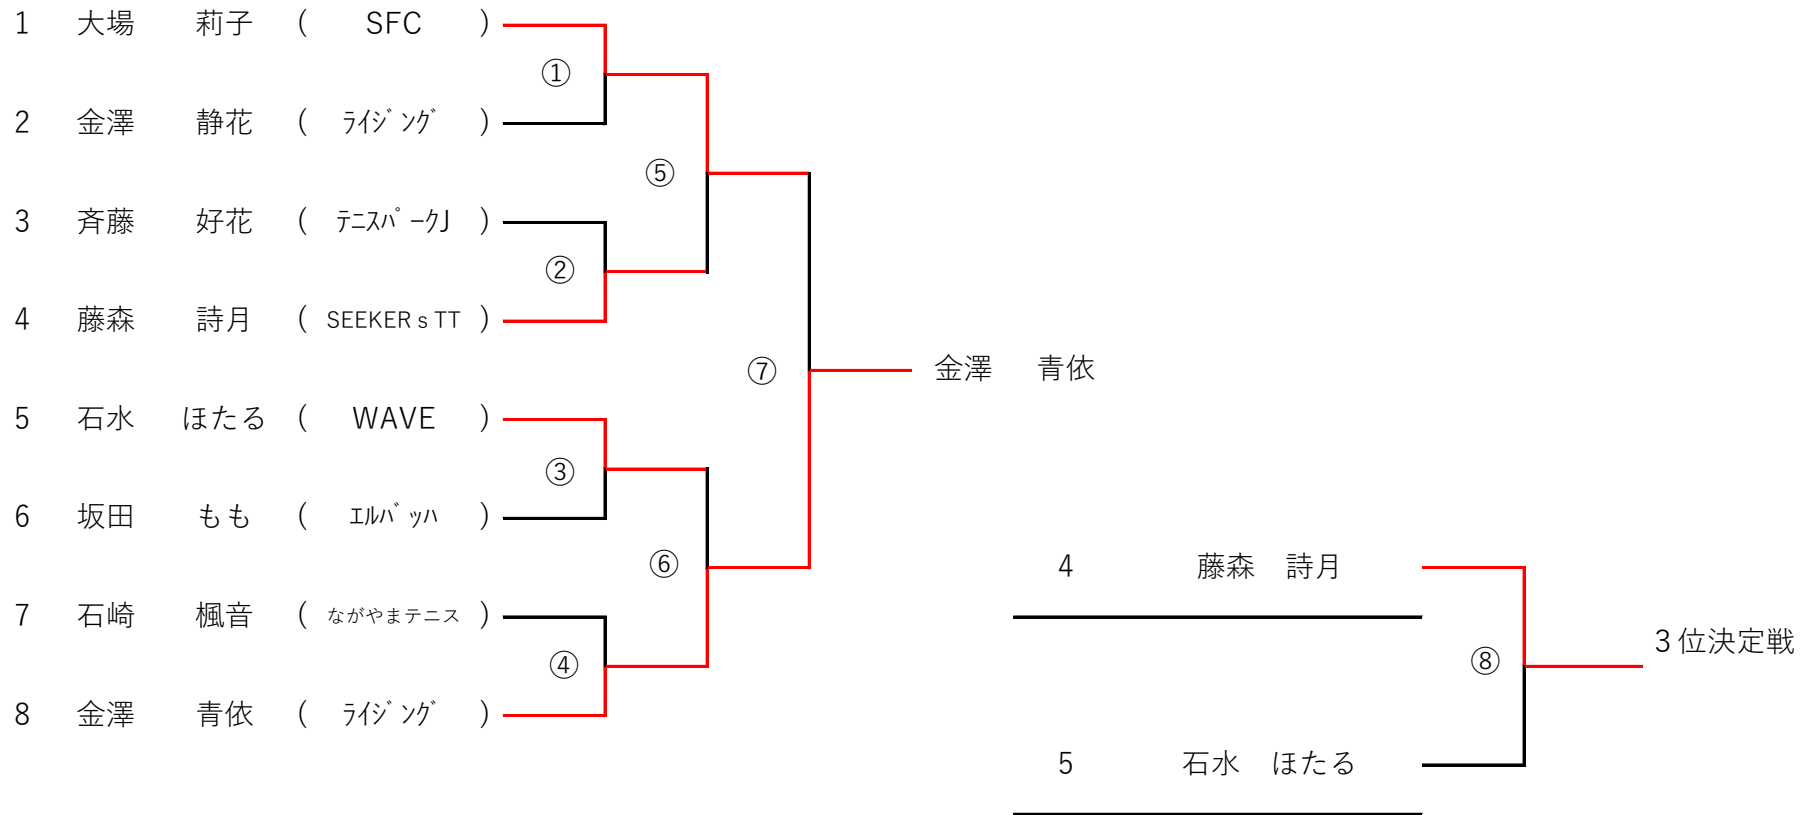 1 大場 莉子 ( SFC )
①
2 金澤 静花 ( ﾗｲｼﾞﾝｸﾞ )
⑤
3 斉藤 好花 ( ﾃﾆｽﾊﾟｰｸJ )
②
4 藤森 詩月 ( SEEKERｓTT )
⑦ 金澤 青依
5 石水 ほたる ( WAVE )
③
6 坂田 もも ( ｴﾙﾊﾞｯﾊ )
⑥
4 藤森 詩月
7 石崎 楓音 ( ながやまテニス )
④
⑧ 3位決定戦
8 金澤 青依 ( ﾗｲｼﾞﾝｸﾞ )
5 石水 ほたる